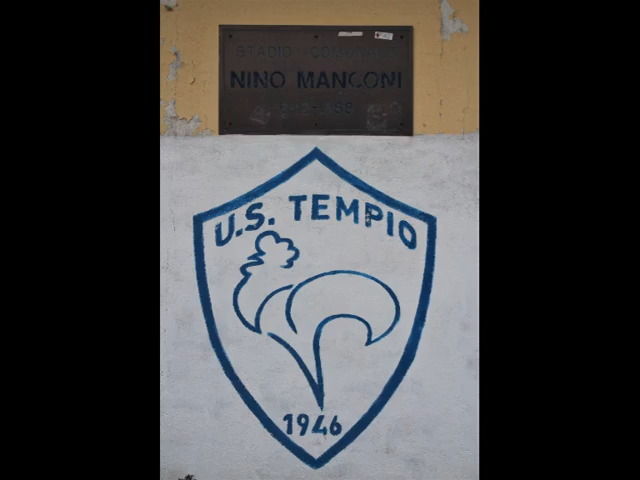 STADIO COMUNALE
NINO MANCONI
U.S. TEMPIO
1946